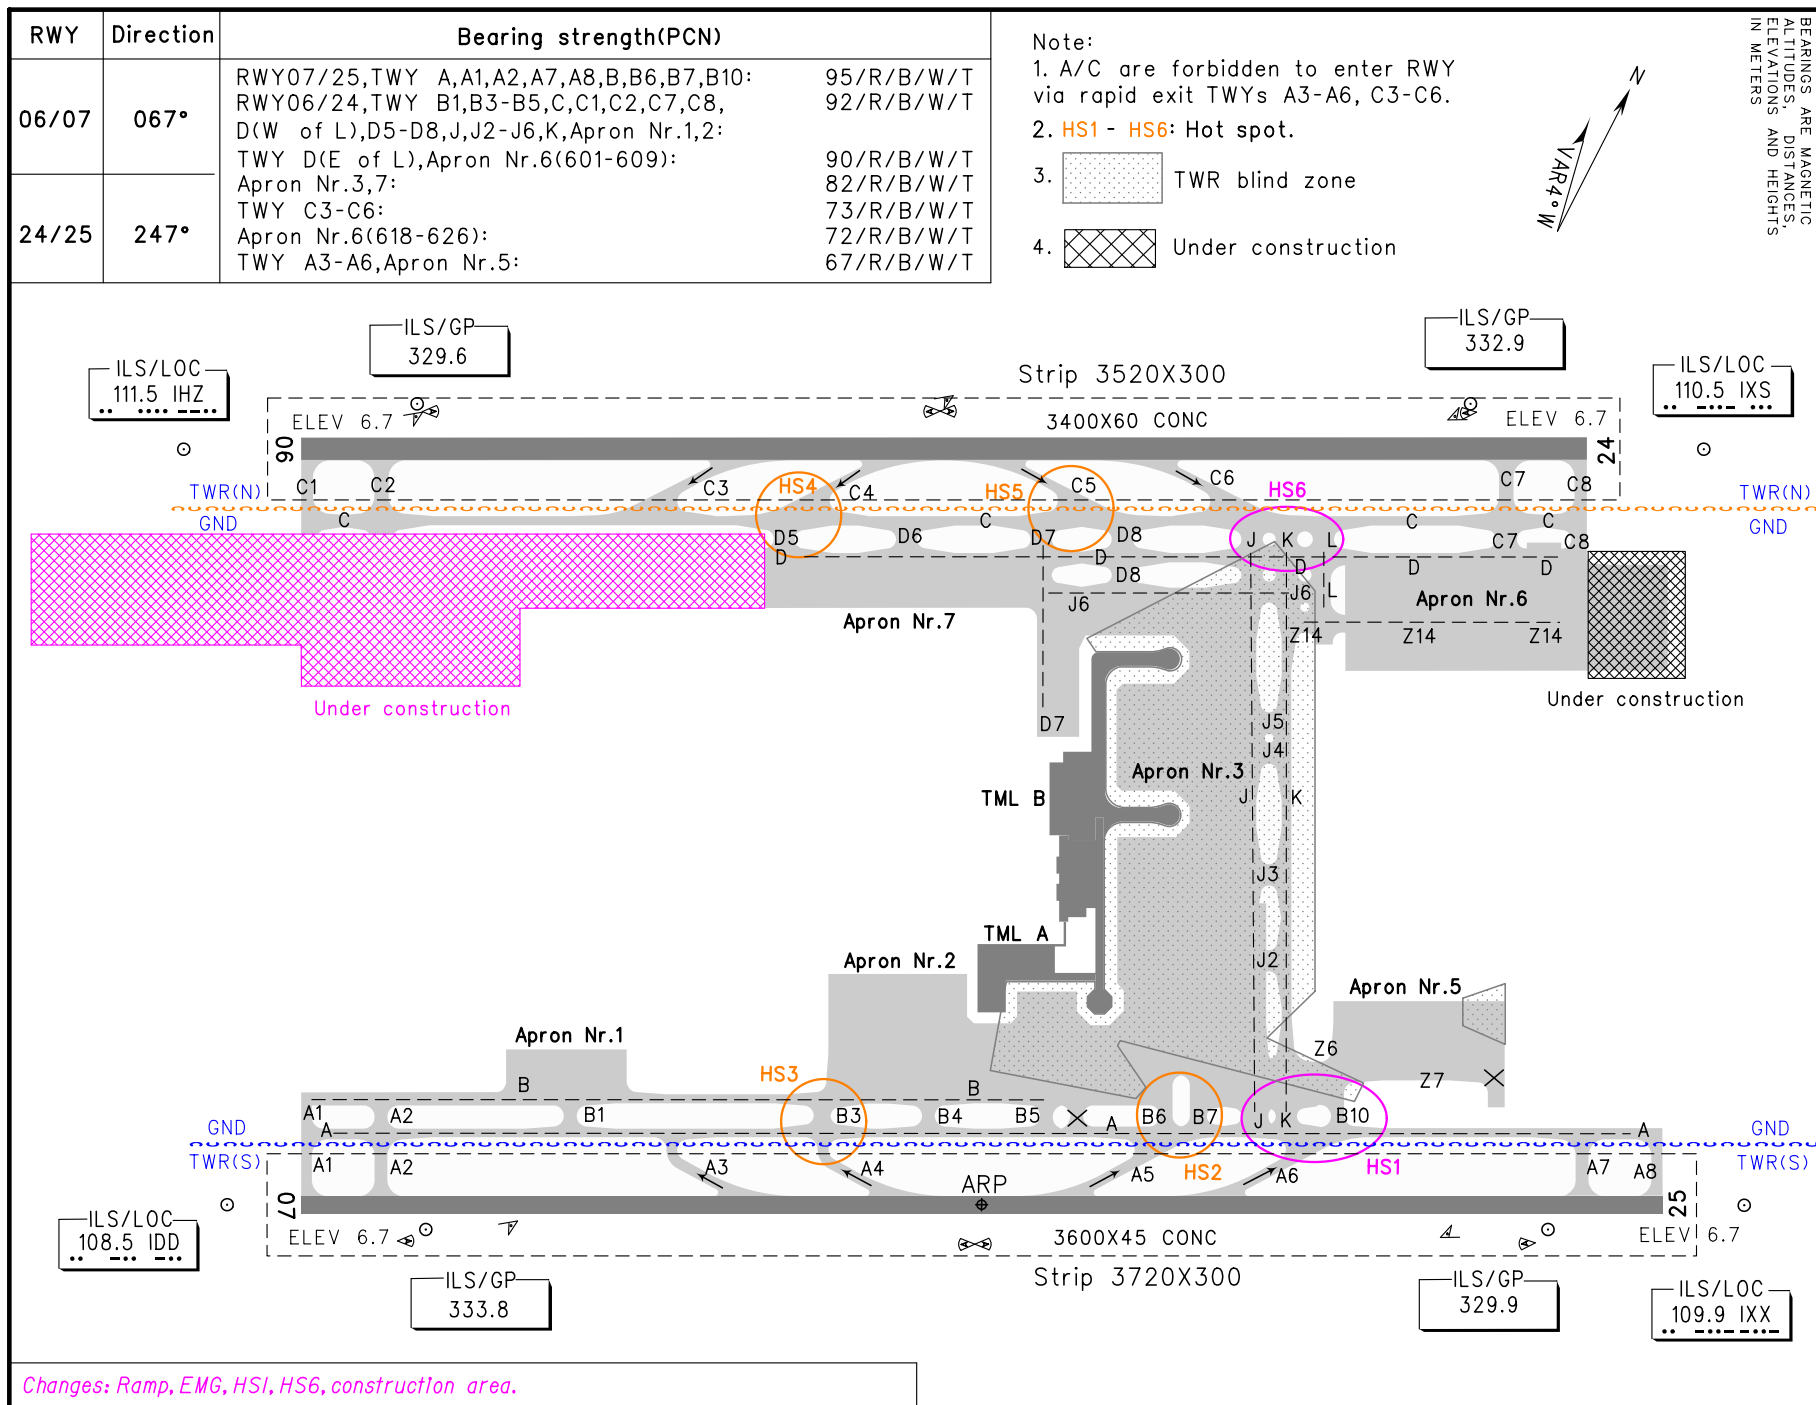 RWY Direction Bearing strength(PCN)
06/07 067°
24/25 247°
RWY07/25,TWY A,A1,A2,A7,A8,B,B6,B7,B10: 95/R/B/W/T
RWY06/24,TWY B1,B3-B5,C,C1,C2,C7,C8, 92/R/B/W/T
D(W of L),D5-D8,J,J2-J6,K,Apron Nr.1,2:
TWY D(E of L),Apron Nr.6(601-609): 90/R/B/W/T
Apron Nr.3,7: 82/R/B/W/T
TWY C3-C6: 73/R/B/W/T
Apron Nr.6(618-626): 72/R/B/W/T
TWY A3-A6,Apron Nr.5: 67/R/B/W/T
Note:
1. A/C are forbidden to enter RWY
via rapid exit TWYs A3-A6, C3-C6.
2. HS1 - HS6: Hot spot.
3. TWR blind zone
4. Under construction
N
VAR4°W
BEARINGS ARE MAGNETIC
ALTITUDES, DISTANCES,
ELEVATIONS AND HEIGHTS
IN METERS
ILS/GP
329.6
ILS/GP
332.9
ILS/LOC
111.5 IHZ
ILS/LOC
110.5 IXS
Strip 3520X300
ELEV 6.7
3400X60 CONC
ELEV 6.7
06
24
C1 C2 C3 HS4 C4 HS5 C5 C6 HS6 C7 C8
TWR(N)
GND
TWR(N)
GND
C C C C
D5 D6 D7 D8 J K L C7 C8
D D D D D
D8 J6 J6 L
Apron Nr.7
Apron Nr.6
Z14 Z14 Z14
Under construction
Under construction
D7 J5
J4
Apron Nr.3
TML B J K
J3
TML A
J2
Apron Nr.2
Apron Nr.5
Apron Nr.1
Z6
HS3
B B Z7
A1 A2 B1 B3 B4 B5 A B6 B7 J K B10
A A
GND
TWR(S)
GND
TWR(S)
A1 A2 A3 A4 ARP A5 HS2 A6 HS1 A7 A8
07
25
ELEV 6.7
3600X45 CONC
ELEV 6.7
Strip 3720X300
ILS/LOC
108.5 IDD
ILS/GP
333.8
ILS/GP
329.9
ILS/LOC
109.9 IXX
Changes: Ramp, EMG, HS1, HS6, construction area.